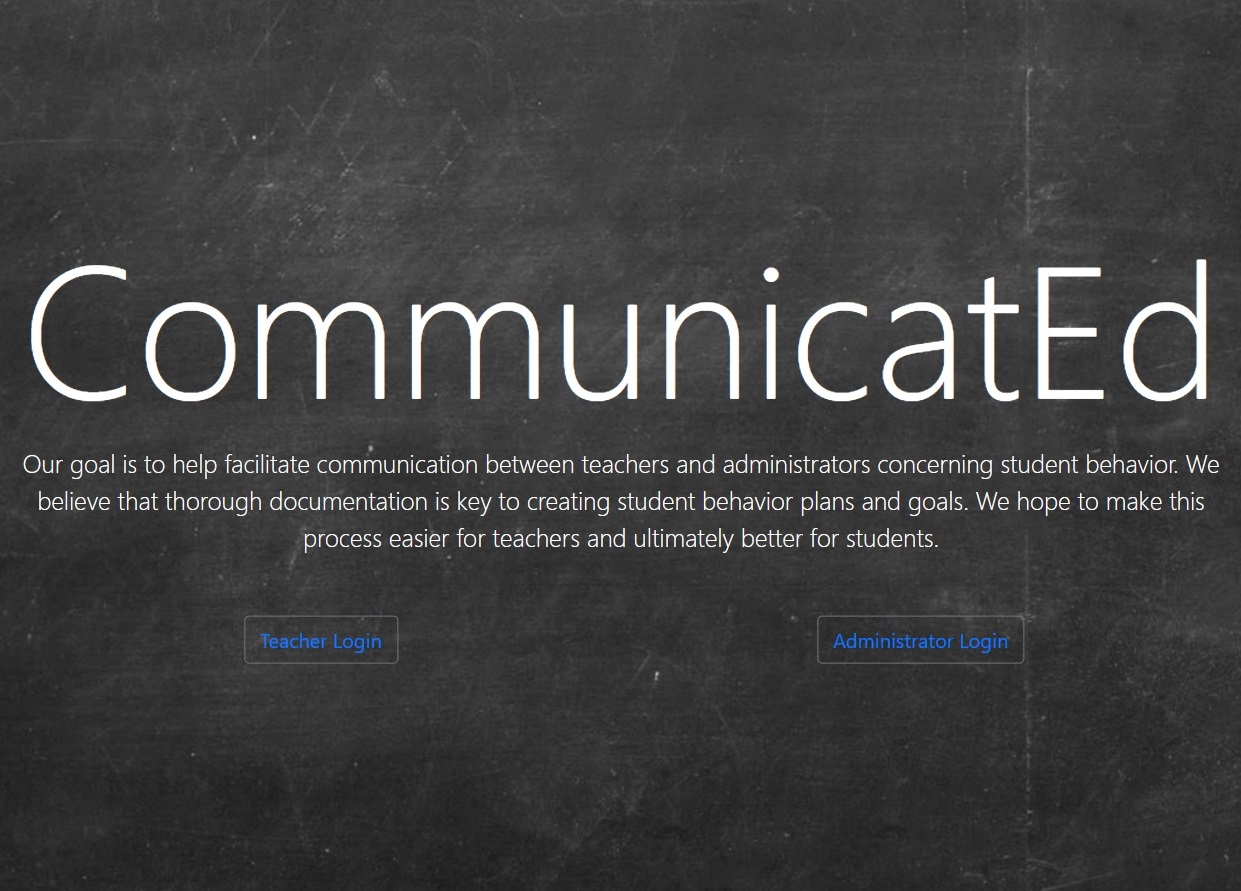 CommunicatEd
Our goal is to help facilitate communication between teachers and administrators concerning student behavior. We
believe that thorough documentation is key to creating student behavior plans and goals. We hope to make this
process easier for teachers and ultimately better for students.
Teacher Login
Administrator Login